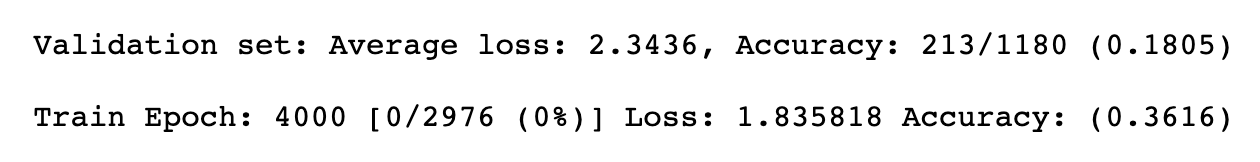 Validation set: Average loss: 2.3436, Accuracy: 213/1180 (0.1805)
Train Epoch: 4000 [0/2976 (0%)] Loss: 1.835818 Accuracy: (0.3616)